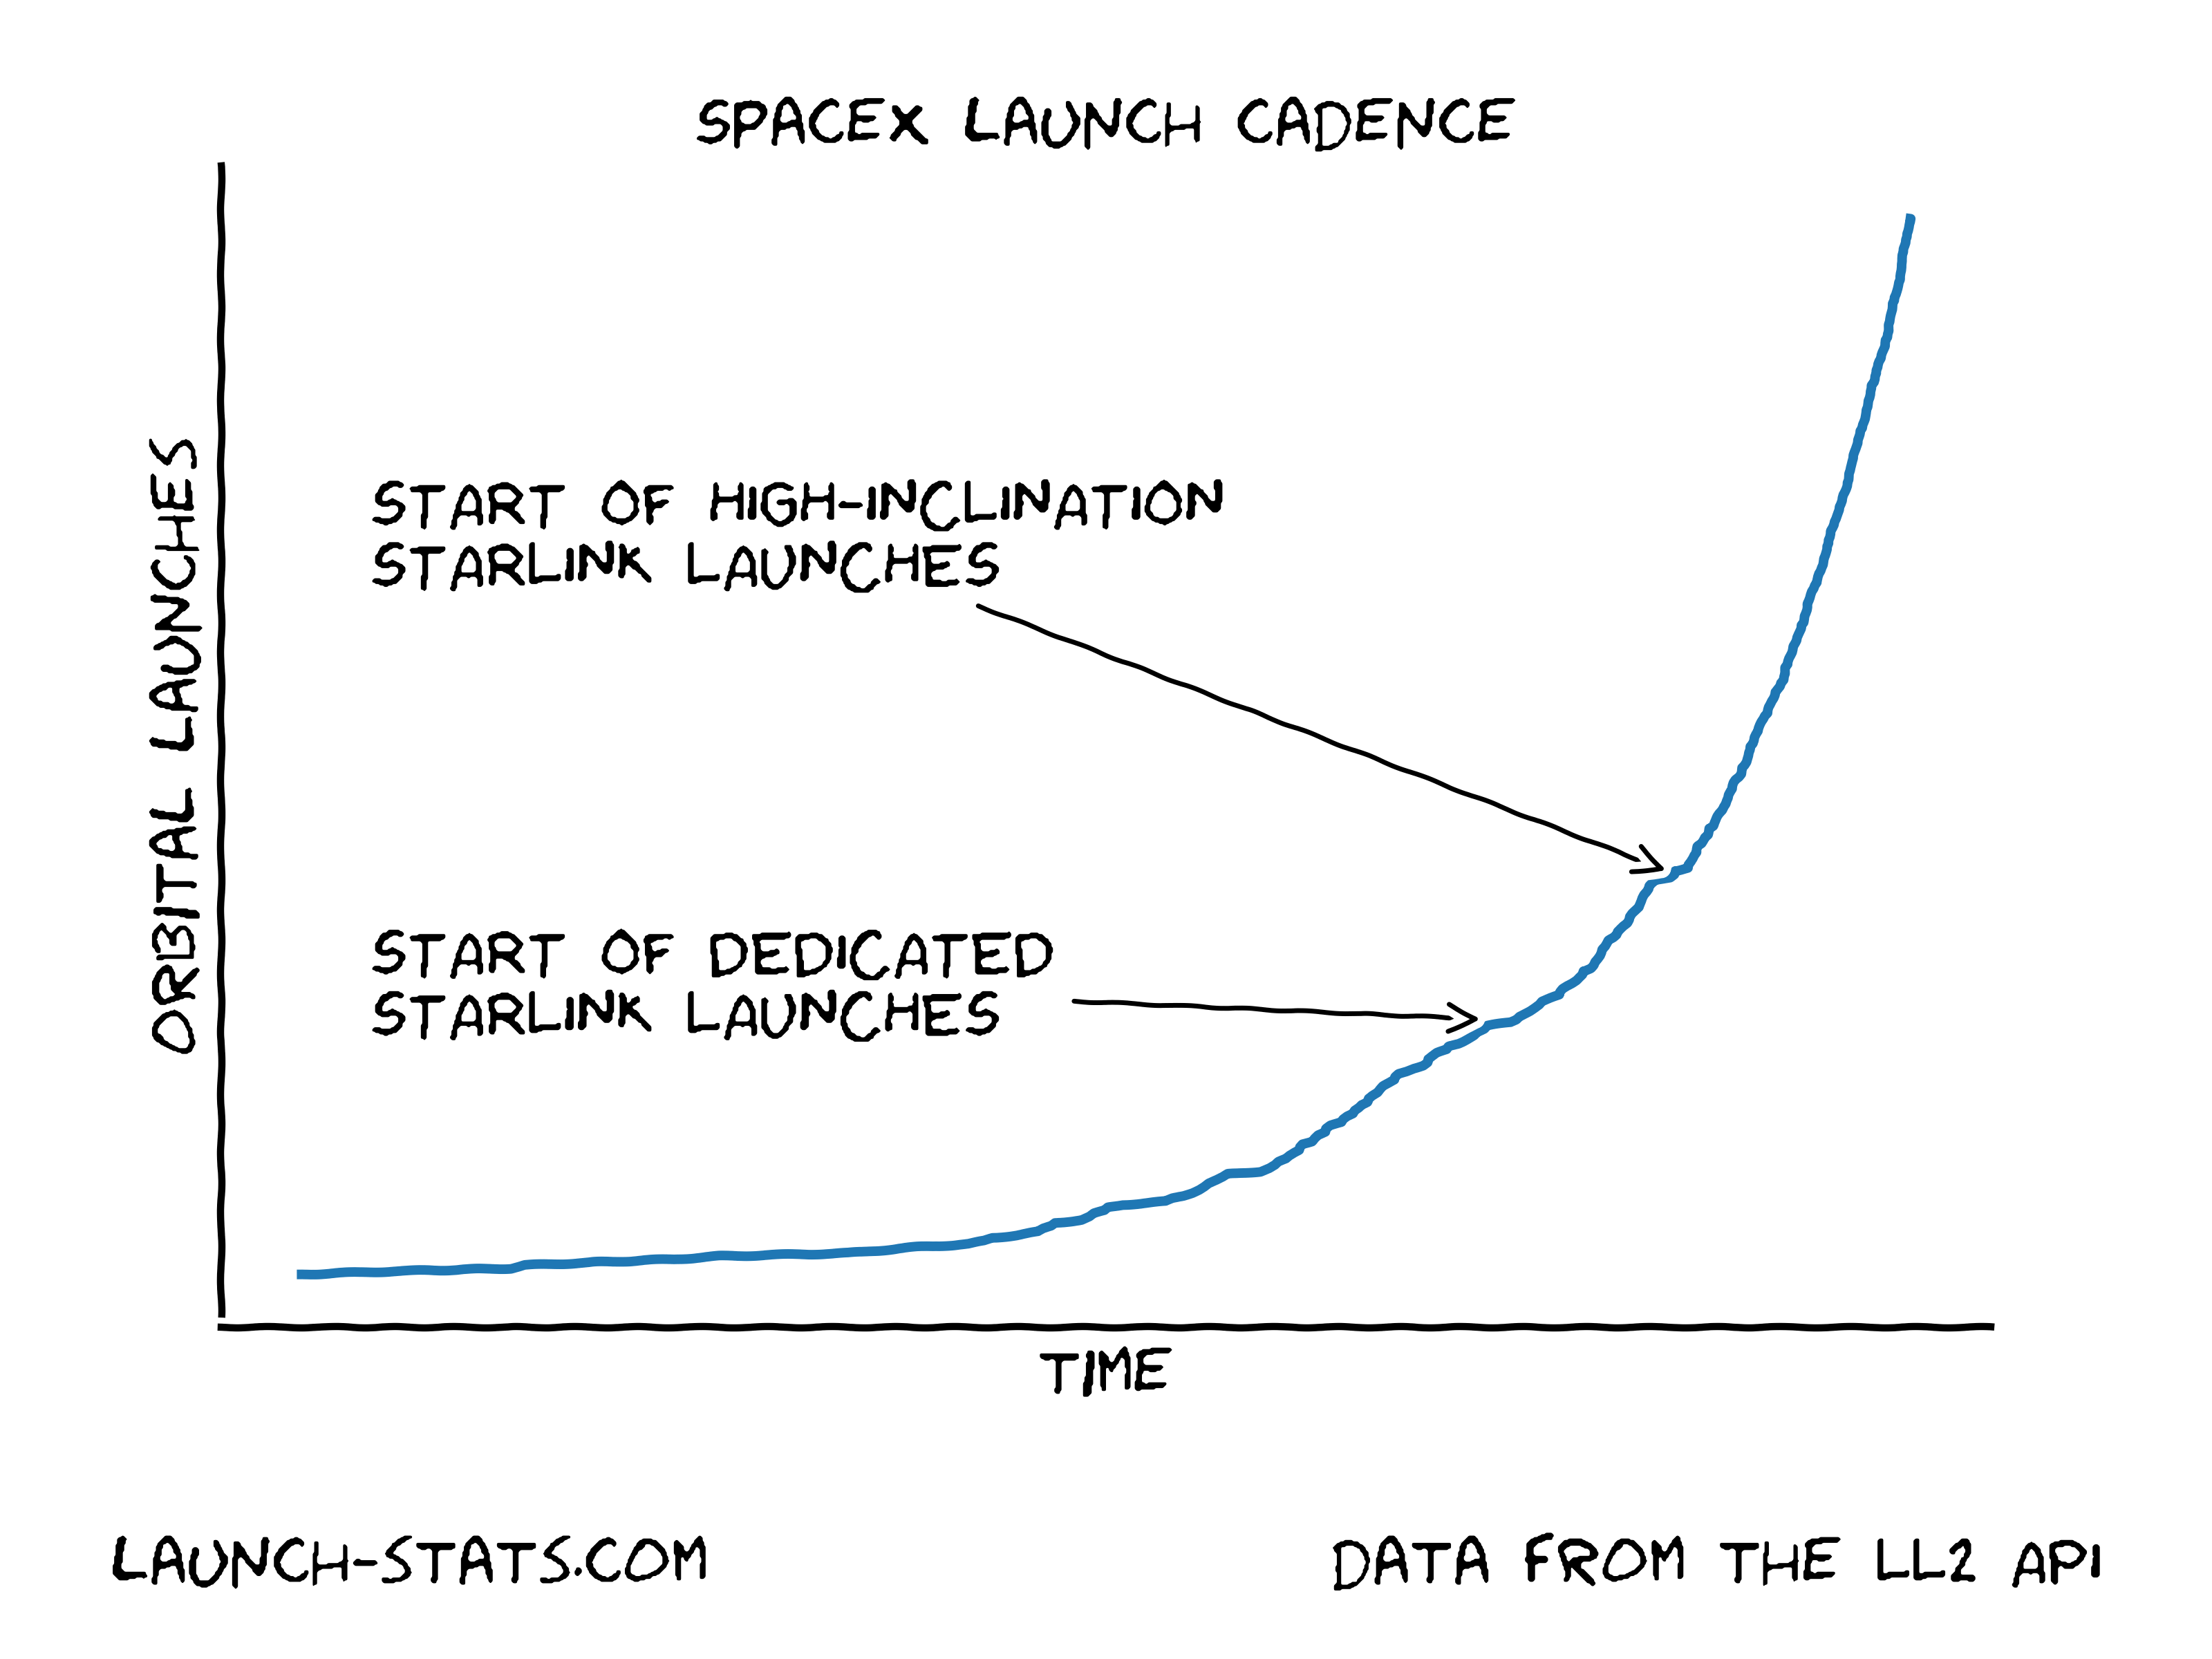 SPACEX LAUNCH CADENCE
ORBITAL LAUNCHES
START OF HIGH-INCLINATION
STARLINK LAUNCHES
START OF DEDICATED
STARLINK LAUNCHES
TIME
LAUNCH-STATS.COM
DATA FROM THE LL2 API